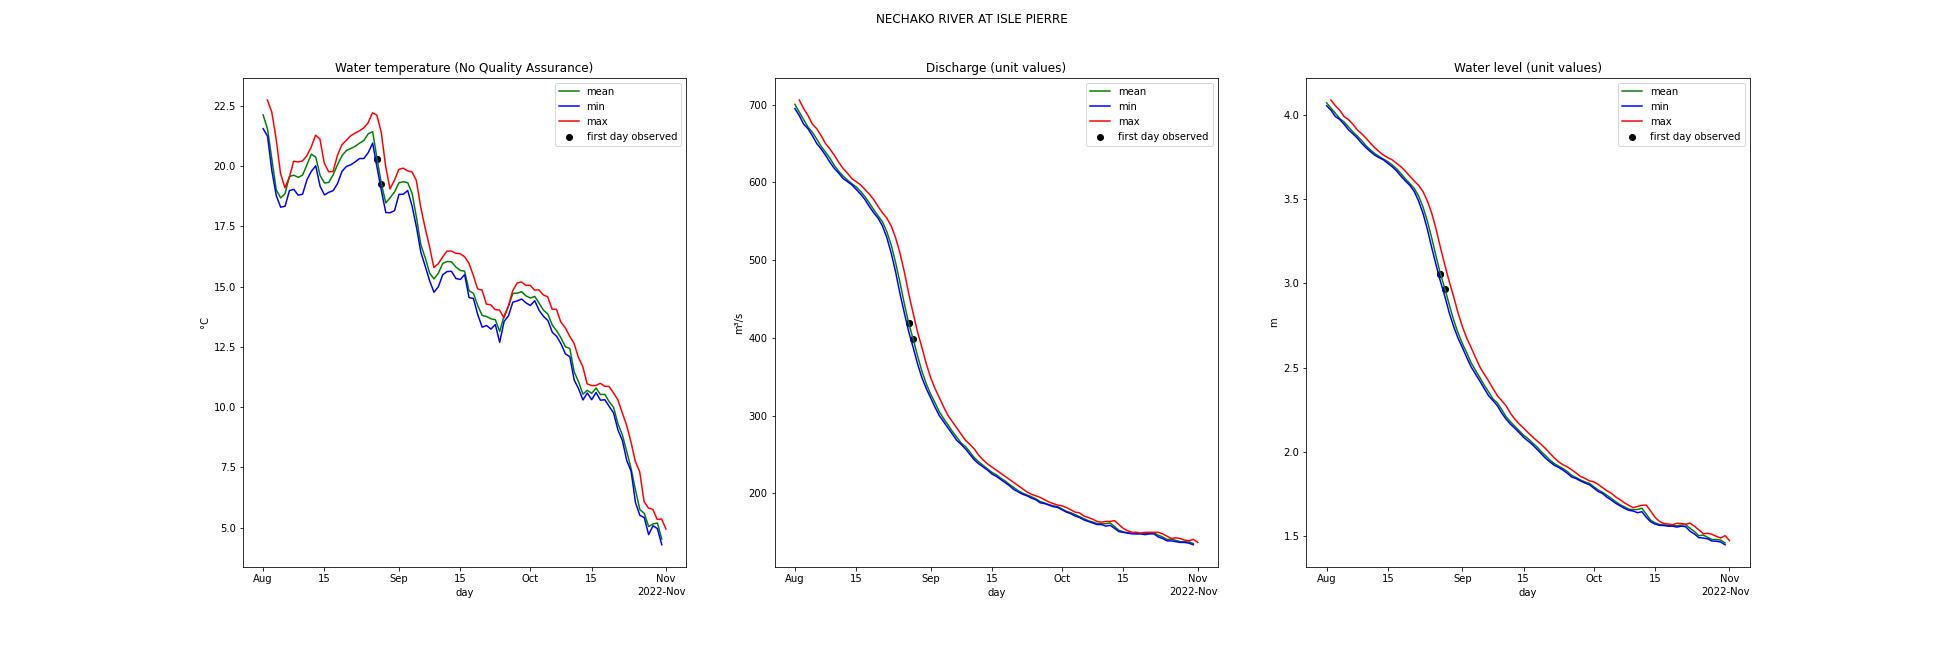 NECHAKO RIVER AT ISLE PIERRE
Water temperature (No Quality Assurance)
mean
min
max
first day observed
22.5
20.0
17.5
15.0
12.5
10.0
7.5
5.0
°C
Aug 15 Sep 15 Oct 15 Nov
2022-Nov
day
Discharge (unit values)
mean
min
max
first day observed
700
600
500
400
300
200
m³/s
Aug 15 Sep 15 Oct 15 Nov
2022-Nov
day
Water level (unit values)
mean
min
max
first day observed
4.0
3.5
3.0
2.5
2.0
1.5
m
Aug 15 Sep 15 Oct 15 Nov
2022-Nov
day